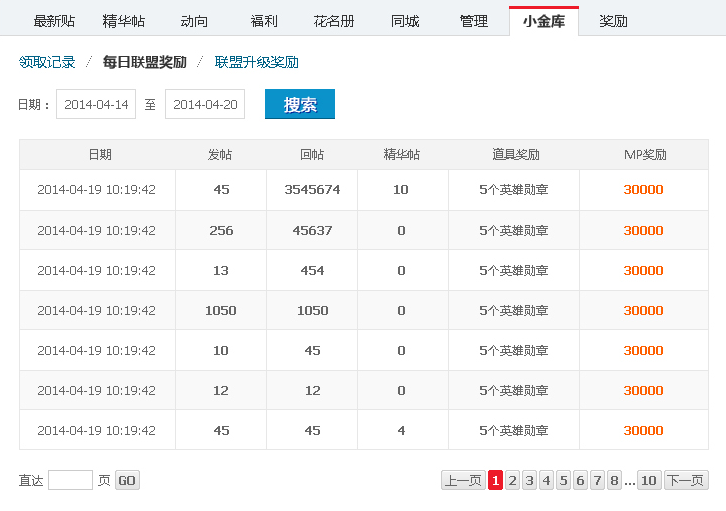 最新贴 精华帖 动向 福利 花名册 同城 管理 小金库 奖励
领取记录 / 每日联盟奖励 / 联盟升级奖励
日期： 2014-04-14 至 2014-04-20 搜索
日期 发帖 回帖 精华帖 道具奖励 MP奖励
2014-04-19 10:19:42 45 3545674 10 5个英雄勋章 30000
2014-04-19 10:19:42 256 45637 0 5个英雄勋章 30000
2014-04-19 10:19:42 13 454 0 5个英雄勋章 30000
2014-04-19 10:19:42 1050 1050 0 5个英雄勋章 30000
2014-04-19 10:19:42 10 45 0 5个英雄勋章 30000
2014-04-19 10:19:42 12 12 0 5个英雄勋章 30000
2014-04-19 10:19:42 45 45 4 5个英雄勋章 30000
直达 页 GO 上一页 1 2 3 4 5 6 7 8 ... 10 下一页